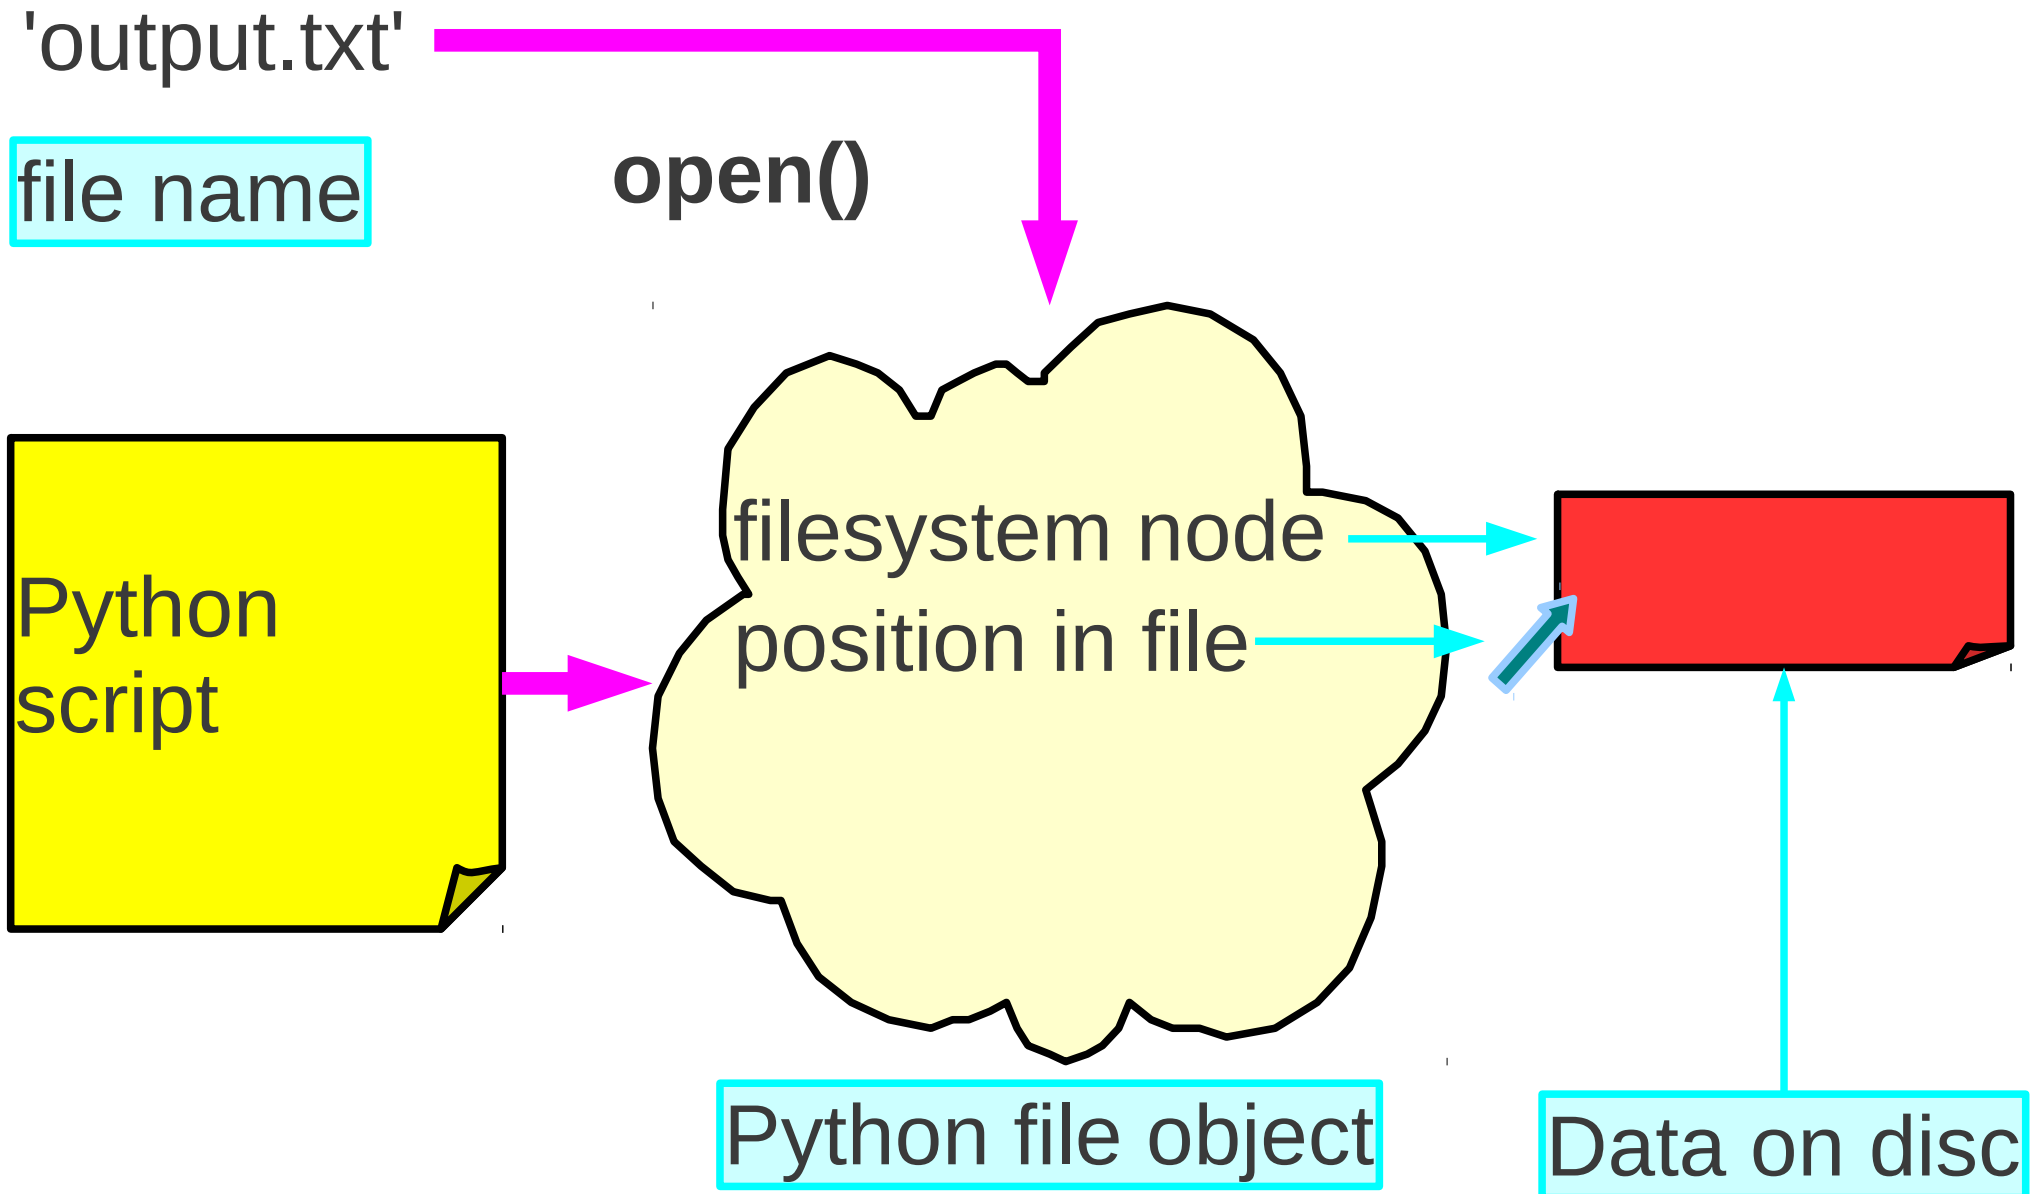 'output.txt'
file name
open()
filesystem node
position in file
Python
script
Python file object
Data on disc